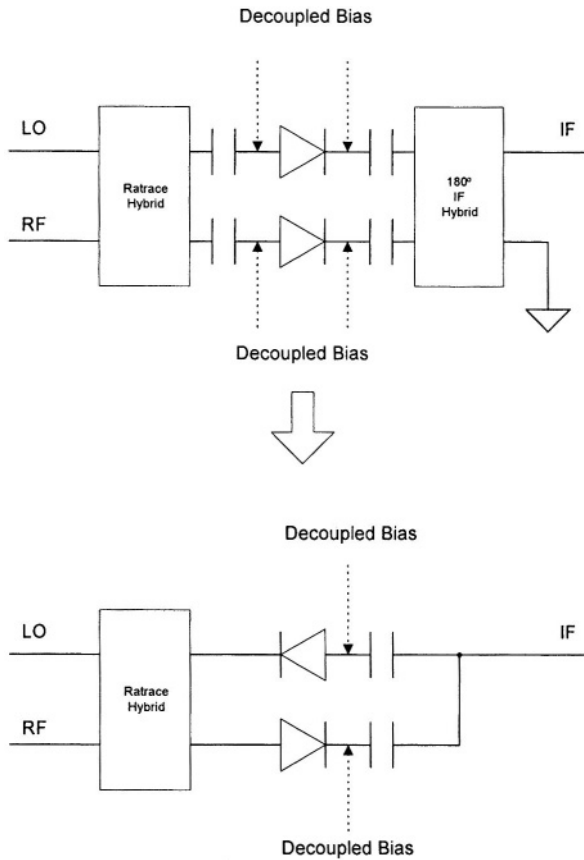 Decoupled Bias
LO
IF
Ratrace
Hybrid
180º
IF
Hybrid
RF
Decoupled Bias
Decoupled Bias
LO
IF
Ratrace
Hybrid
RF
Decoupled Bias